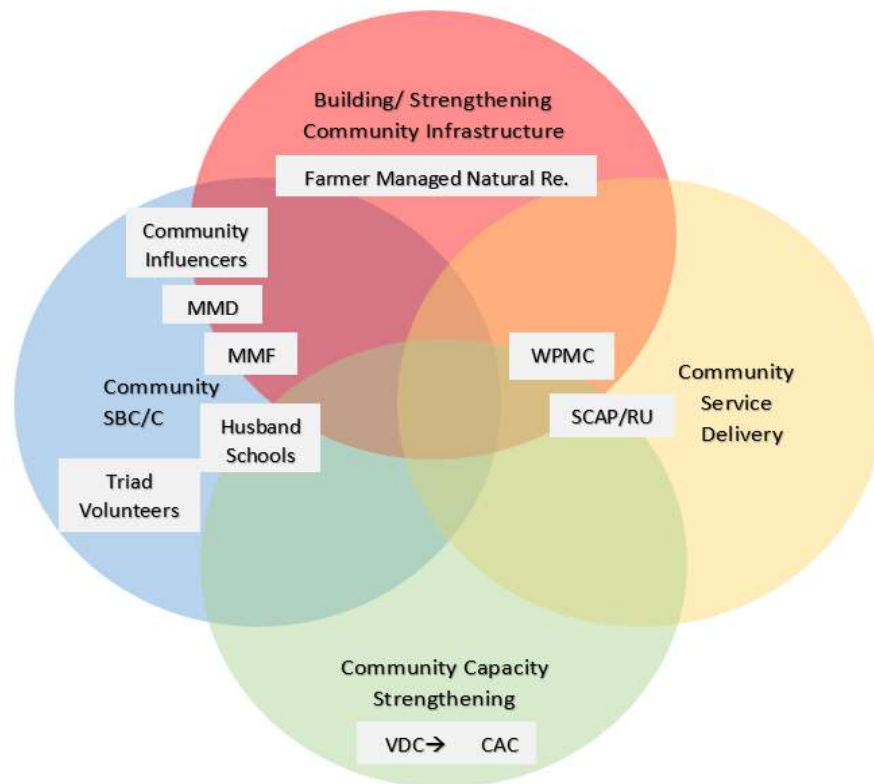 Building/ Strengthening
Community Infrastructure
Farmer Managed Natural Re.
Community
Influencers
MMD
MMF
Community
SBC/C
Husband
Schools
Triad
Volunteers
WPMC
SCAP/RU
Community
Service
Delivery
Community Capacity
Strengthening
VDC→ CAC